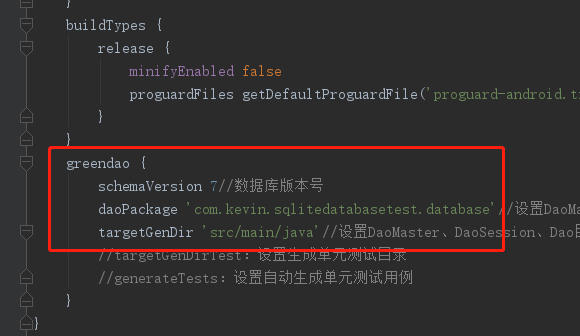 }
buildTypes {
release {
minifyEnabled false
proguardFiles getDefaultProguardFile('proguard-android.t
}
}
greendao {
schemaVersion 7//数据库版本号
daoPackage 'com.kevin.sqlitedatabasetest.database'//设置DaoMa
targetGenDir 'src/main/java'//设置DaoMaster、DaoSession、Dao目
//targetGenDirTest: 设置生成单元测试目录
//generateTests: 设置自动生成单元测试用例
}
}